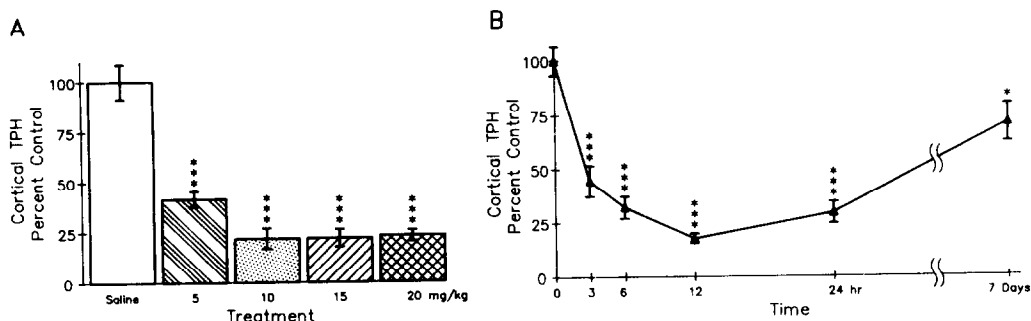 A
Cortical TPH
Percent Control
100
75
50
25
0
***
***
***
***
Saline
5
10
15
20 mg/kg
Treatment
B
Cortical TPH
Percent Control
100
75
50
25
0
***
***
***
***
*
0
3
6
12
24 hr
7 Days
Time